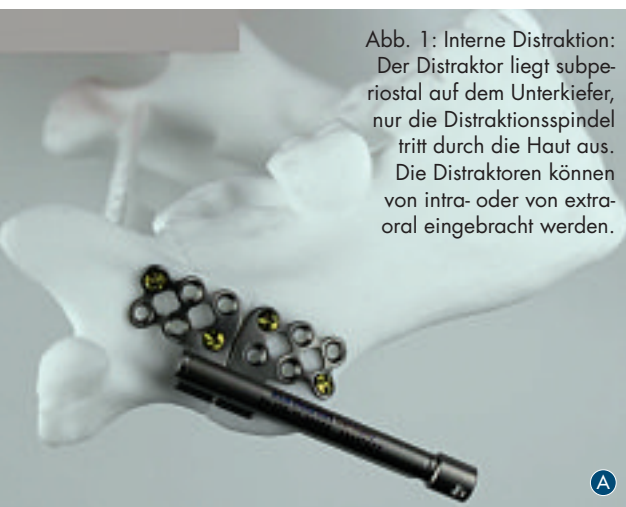 Abb. 1: Interne Distraktion:
Der Distraktor liegt subpe-
riostal auf dem Unterkiefer,
nur die Distraktionsspindel
tritt durch die Haut aus.
Die Distraktoren können
von intra- oder von extra-
oral eingebracht werden.
A